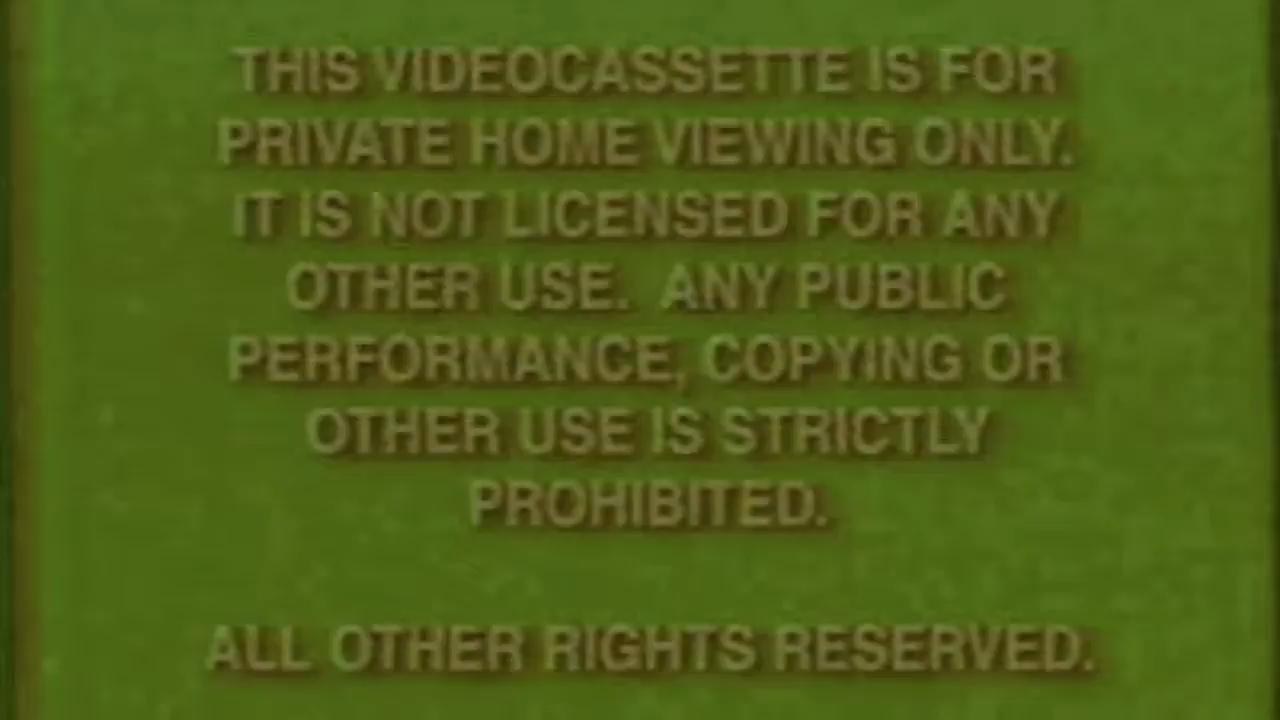 THIS VIDEOCASSETTE IS FOR
PRIVATE HOME VIEWING ONLY.
IT IS NOT LICENSED FOR ANY
OTHER USE.  ANY PUBLIC
PERFORMANCE, COPYING OR
OTHER USE IS STRICTLY
PROHIBITED.
ALL OTHER RIGHTS RESERVED.